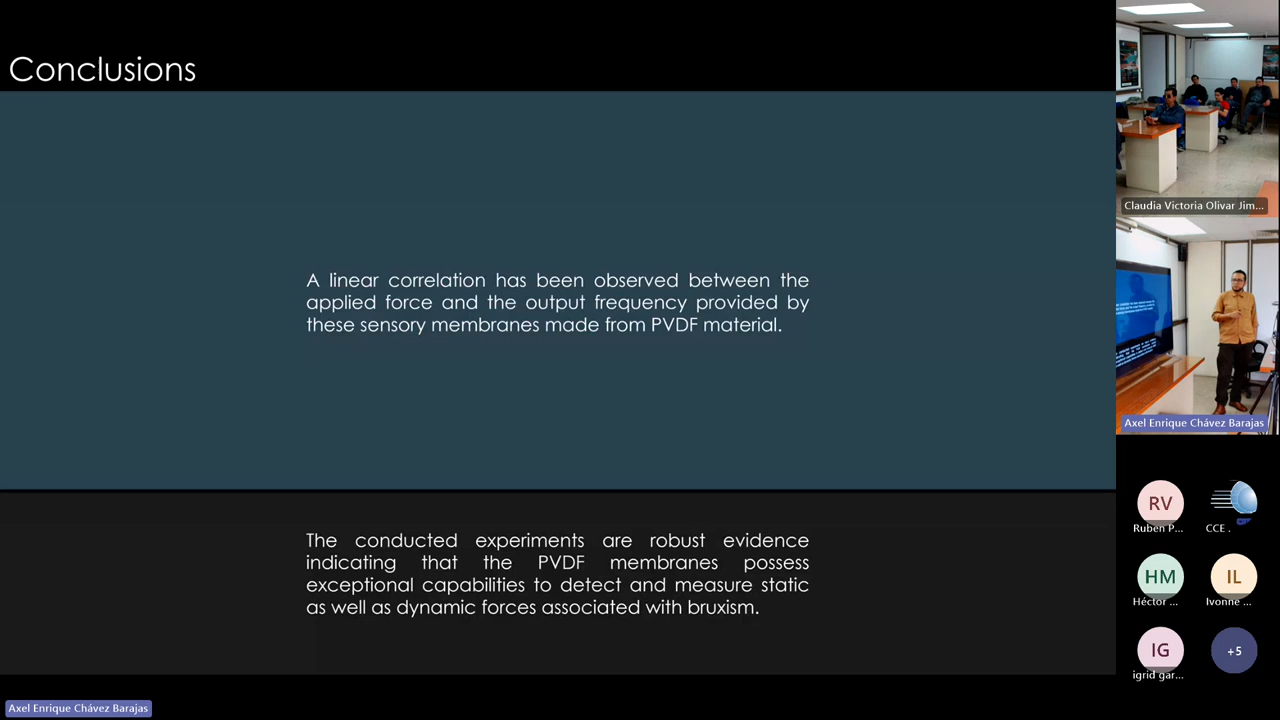 Conclusions
A linear correlation has been observed between the
applied force and the output frequency provided by
these sensory membranes made from PVDF material.
The conducted experiments are robust evidence
indicating that the PVDF membranes possess
exceptional capabilities to detect and measure static
as well as dynamic forces associated with bruxism.
Axel Enrique Chávez Barajas
Claudia Victoria Olivar Jim...
Axel Enrique Chávez Barajas
RV
Ruben P...
CCE .
HM
Héctor ...
IL
Ivonne ...
IG
igrid gar...
+5